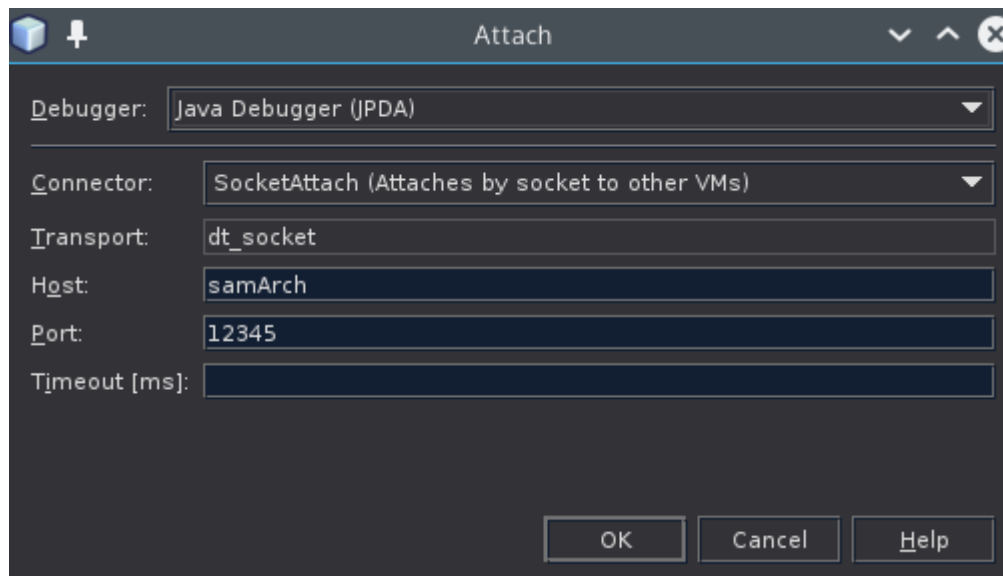 Attach
Debugger: Java Debugger (JPDA)
Connector: SocketAttach (Attaches by socket to other VMs)
Transport: dt_socket
Host: samArch
Port: 12345
Timeout [ms]:
OK Cancel Help